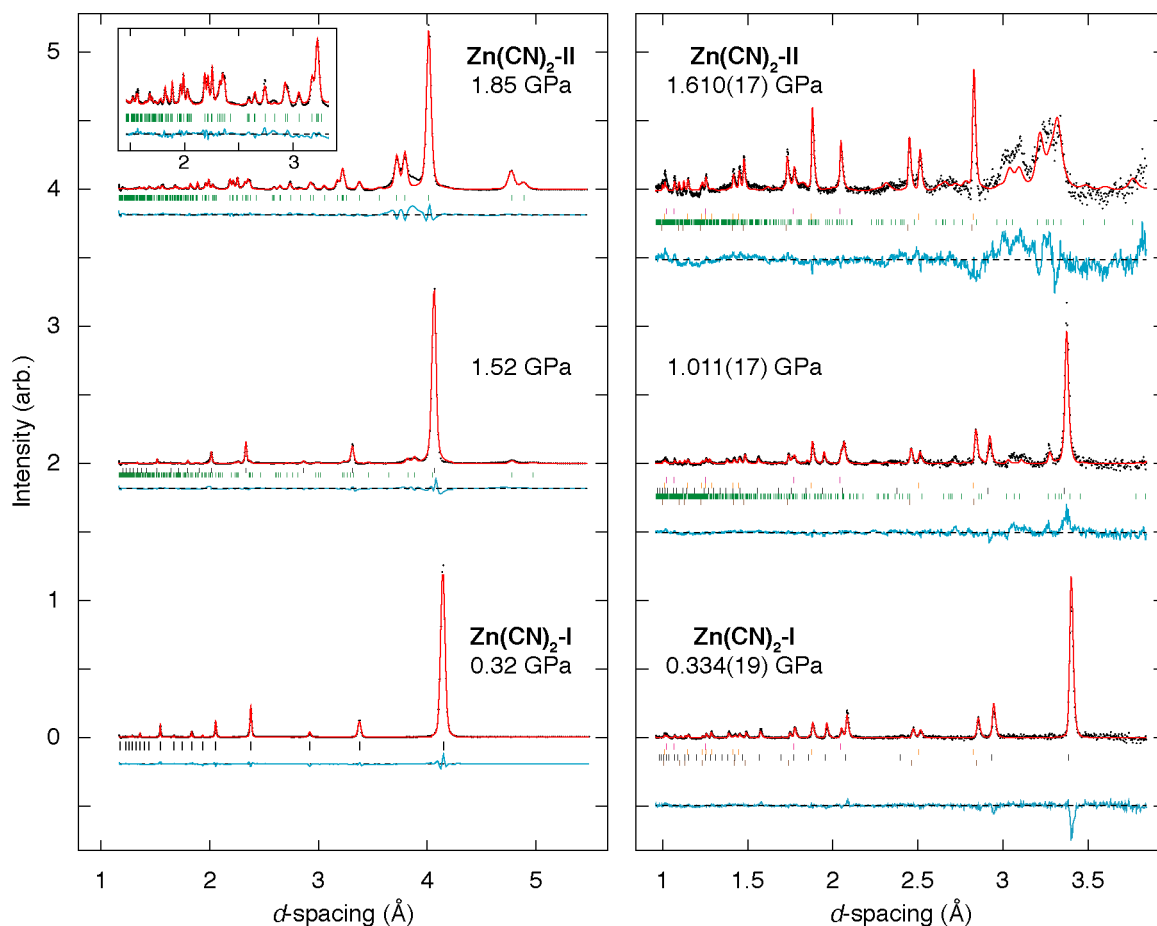 Zn(CN)₂-II
1.85 GPa
2
3
1.52 GPa
Zn(CN)₂-I
0.32 GPa
5
4
3
2
1
0
Intensity (arb.)
1 2 3 4 5
d-spacing (Å)
Zn(CN)₂-II
1.610(17) GPa
1.011(17) GPa
Zn(CN)₂-I
0.334(19) GPa
1 1.5 2 2.5 3 3.5
d-spacing (Å)